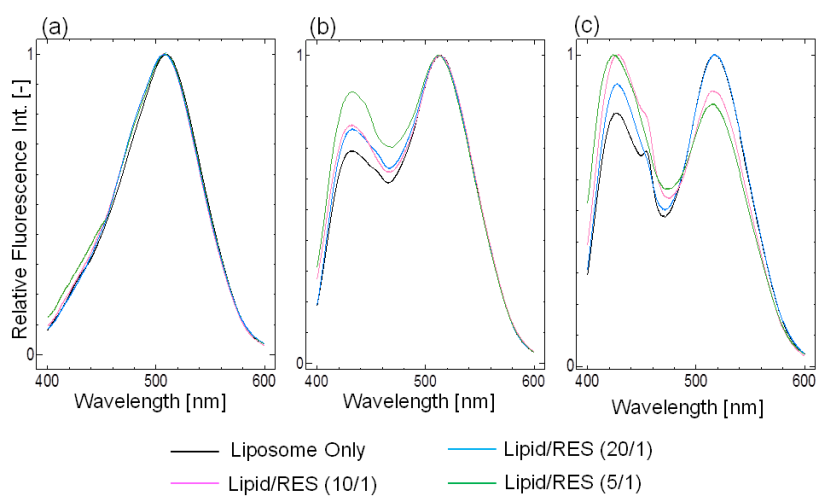 (a) (b) (c)
Relative Fluorescence Int. [-]
1 1 1
0 0 0
400 500 600 400 500 600 400 500 600
Wavelength [nm] Wavelength [nm] Wavelength [nm]
Liposome Only Lipid/RES (20/1)
Lipid/RES (10/1) Lipid/RES (5/1)